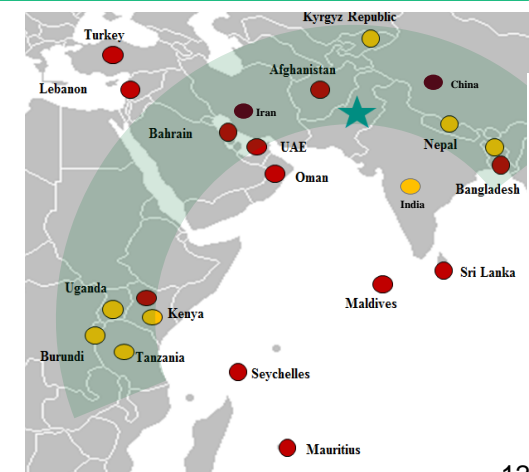 Kyrgyz Republic
Turkey
Afghanistan
Lebanon
China
Iran
Bahrain
UAE
Nepal
Oman
Bangladesh
India
Sri Lanka
Uganda
Maldives
Kenya
Burundi
Tanzania
Seychelles
Mauritius